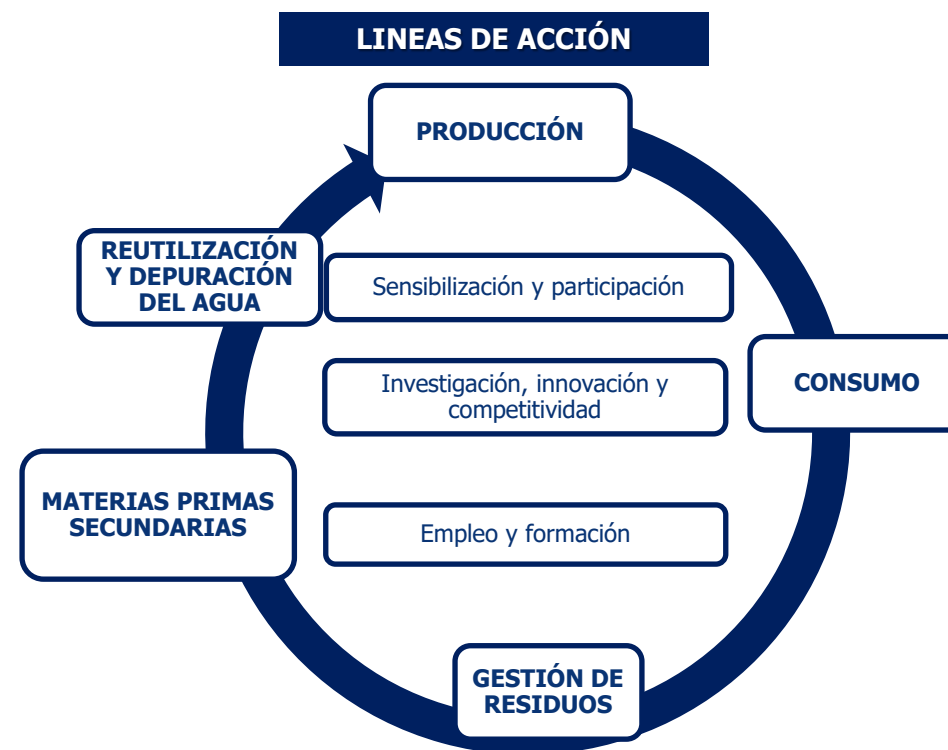 LINEAS DE ACCIÓN
PRODUCCIÓN
REUTILIZACIÓN
Y DEPURACIÓN
DEL AGUA
Sensibilización y participación
Investigación, innovación y
competitividad
CONSUMO
MATERIAS PRIMAS
SECUNDARIAS
Empleo y formación
GESTIÓN DE
RESIDUOS